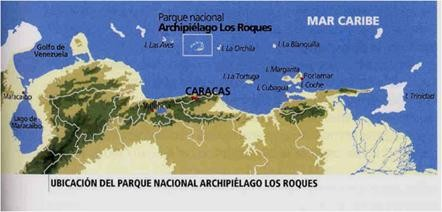 Parque nacional
Archipiélago Los Roques
MAR CARIBE
Golfo de
Venezuela
I. Las Aves
I. La Orchila
I. La Blanquilla
I. Margarita
Porlamar
I. La Tortuga
I. Coche
I. Cubagua
I. Trinidad
Maracaibo
CARACAS
Valencia
Lago de
Maracaibo
UBICACIÓN DEL PARQUE NACIONAL ARCHIPIÉLAGO LOS ROQUES